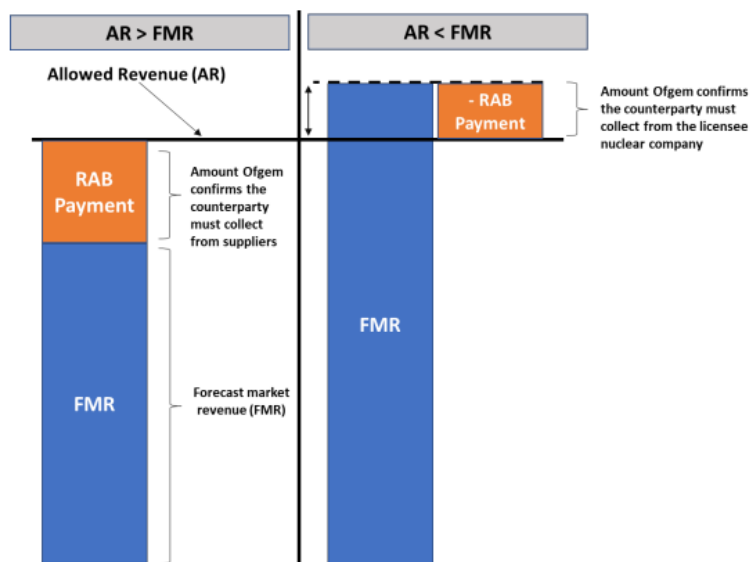 AR > FMR
AR < FMR
Allowed Revenue (AR)
RAB
Payment
Amount Ofgem
confirms the
counterparty
must collect
from suppliers
FMR
Forecast market
revenue (FMR)
- RAB
Payment
Amount Ofgem confirms
the counterparty must
collect from the licensee
nuclear company
FMR